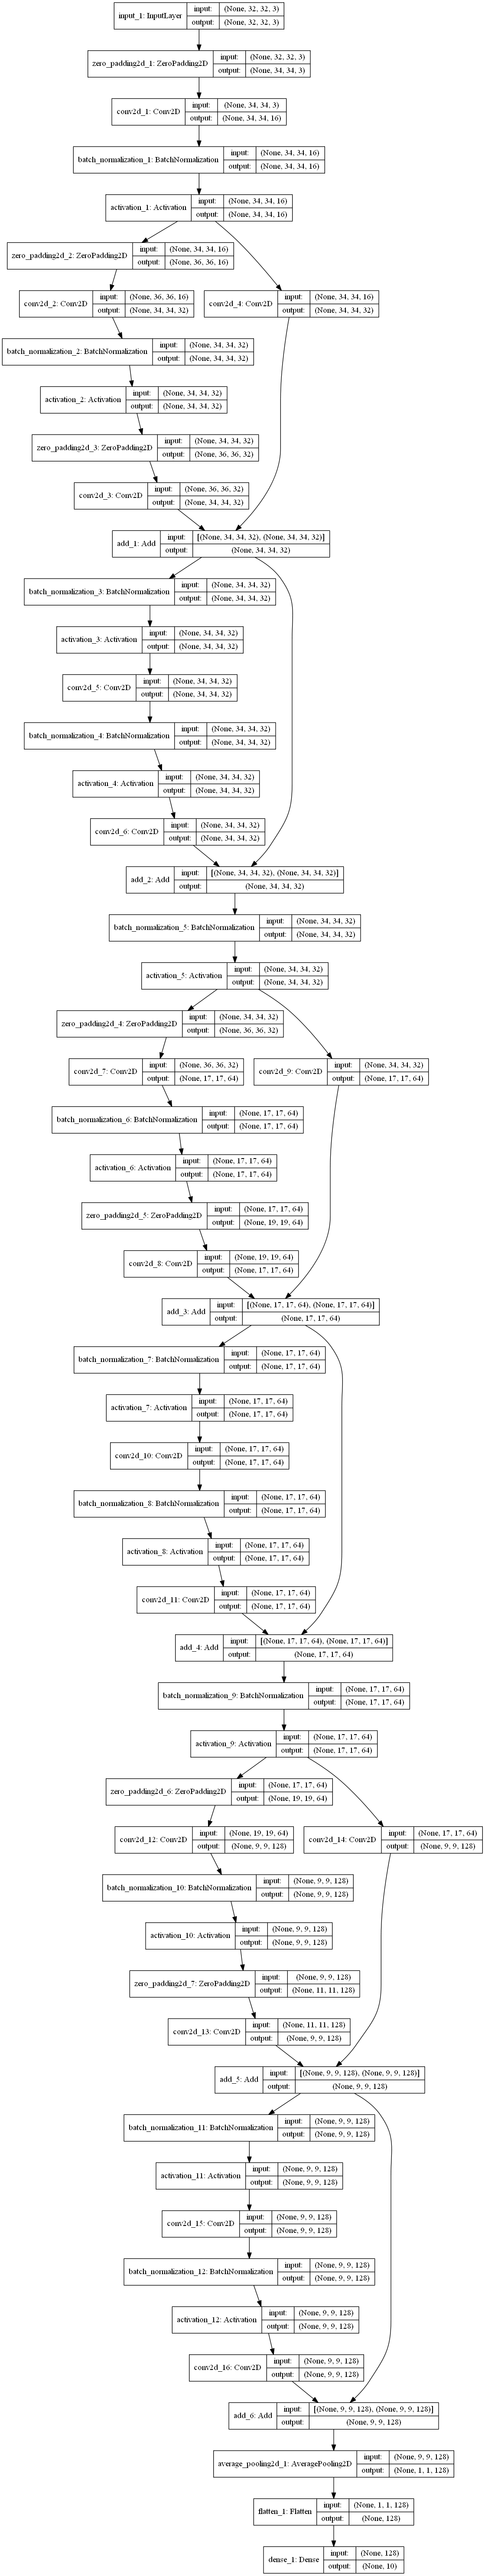 input_1: InputLayer input: (None, 32, 32, 3)
output: (None, 32, 32, 3)
zero_padding2d_1: ZeroPadding2D input: (None, 32, 32, 3)
output: (None, 34, 34, 3)
conv2d_1: Conv2D input: (None, 34, 34, 3)
output: (None, 34, 34, 16)
batch_normalization_1: BatchNormalization input: (None, 34, 34, 16)
output: (None, 34, 34, 16)
activation_1: Activation input: (None, 34, 34, 16)
output: (None, 34, 34, 16)
zero_padding2d_2: ZeroPadding2D input: (None, 34, 34, 16)
output: (None, 36, 36, 16)
conv2d_2: Conv2D input: (None, 36, 36, 16)
output: (None, 34, 34, 32)
conv2d_4: Conv2D input: (None, 34, 34, 16)
output: (None, 34, 34, 32)
batch_normalization_2: BatchNormalization input: (None, 34, 34, 32)
output: (None, 34, 34, 32)
activation_2: Activation input: (None, 34, 34, 32)
output: (None, 34, 34, 32)
zero_padding2d_3: ZeroPadding2D input: (None, 34, 34, 32)
output: (None, 36, 36, 32)
conv2d_3: Conv2D input: (None, 36, 36, 32)
output: (None, 34, 34, 32)
add_1: Add input: [(None, 34, 34, 32), (None, 34, 34, 32)]
output: (None, 34, 34, 32)
batch_normalization_3: BatchNormalization input: (None, 34, 34, 32)
output: (None, 34, 34, 32)
activation_3: Activation input: (None, 34, 34, 32)
output: (None, 34, 34, 32)
conv2d_5: Conv2D input: (None, 34, 34, 32)
output: (None, 34, 34, 32)
batch_normalization_4: BatchNormalization input: (None, 34, 34, 32)
output: (None, 34, 34, 32)
activation_4: Activation input: (None, 34, 34, 32)
output: (None, 34, 34, 32)
conv2d_6: Conv2D input: (None, 34, 34, 32)
output: (None, 34, 34, 32)
add_2: Add input: [(None, 34, 34, 32), (None, 34, 34, 32)]
output: (None, 34, 34, 32)
batch_normalization_5: BatchNormalization input: (None, 34, 34, 32)
output: (None, 34, 34, 32)
activation_5: Activation input: (None, 34, 34, 32)
output: (None, 34, 34, 32)
zero_padding2d_4: ZeroPadding2D input: (None, 34, 34, 32)
output: (None, 36, 36, 32)
conv2d_7: Conv2D input: (None, 36, 36, 32)
output: (None, 17, 17, 64)
conv2d_9: Conv2D input: (None, 34, 34, 32)
output: (None, 17, 17, 64)
batch_normalization_6: BatchNormalization input: (None, 17, 17, 64)
output: (None, 17, 17, 64)
activation_6: Activation input: (None, 17, 17, 64)
output: (None, 17, 17, 64)
zero_padding2d_5: ZeroPadding2D input: (None, 17, 17, 64)
output: (None, 19, 19, 64)
conv2d_8: Conv2D input: (None, 19, 19, 64)
output: (None, 17, 17, 64)
add_3: Add input: [(None, 17, 17, 64), (None, 17, 17, 64)]
output: (None, 17, 17, 64)
batch_normalization_7: BatchNormalization input: (None, 17, 17, 64)
output: (None, 17, 17, 64)
activation_7: Activation input: (None, 17, 17, 64)
output: (None, 17, 17, 64)
conv2d_10: Conv2D input: (None, 17, 17, 64)
output: (None, 17, 17, 64)
batch_normalization_8: BatchNormalization input: (None, 17, 17, 64)
output: (None, 17, 17, 64)
activation_8: Activation input: (None, 17, 17, 64)
output: (None, 17, 17, 64)
conv2d_11: Conv2D input: (None, 17, 17, 64)
output: (None, 17, 17, 64)
add_4: Add input: [(None, 17, 17, 64), (None, 17, 17, 64)]
output: (None, 17, 17, 64)
batch_normalization_9: BatchNormalization input: (None, 17, 17, 64)
output: (None, 17, 17, 64)
activation_9: Activation input: (None, 17, 17, 64)
output: (None, 17, 17, 64)
zero_padding2d_6: ZeroPadding2D input: (None, 17, 17, 64)
output: (None, 19, 19, 64)
conv2d_12: Conv2D input: (None, 19, 19, 64)
output: (None, 9, 9, 128)
conv2d_14: Conv2D input: (None, 17, 17, 64)
output: (None, 9, 9, 128)
batch_normalization_10: BatchNormalization input: (None, 9, 9, 128)
output: (None, 9, 9, 128)
activation_10: Activation input: (None, 9, 9, 128)
output: (None, 9, 9, 128)
zero_padding2d_7: ZeroPadding2D input: (None, 9, 9, 128)
output: (None, 11, 11, 128)
conv2d_13: Conv2D input: (None, 11, 11, 128)
output: (None, 9, 9, 128)
add_5: Add input: [(None, 9, 9, 128), (None, 9, 9, 128)]
output: (None, 9, 9, 128)
batch_normalization_11: BatchNormalization input: (None, 9, 9, 128)
output: (None, 9, 9, 128)
activation_11: Activation input: (None, 9, 9, 128)
output: (None, 9, 9, 128)
conv2d_15: Conv2D input: (None, 9, 9, 128)
output: (None, 9, 9, 128)
batch_normalization_12: BatchNormalization input: (None, 9, 9, 128)
output: (None, 9, 9, 128)
activation_12: Activation input: (None, 9, 9, 128)
output: (None, 9, 9, 128)
conv2d_16: Conv2D input: (None, 9, 9, 128)
output: (None, 9, 9, 128)
add_6: Add input: [(None, 9, 9, 128), (None, 9, 9, 128)]
output: (None, 9, 9, 128)
average_pooling2d_1: AveragePooling2D input: (None, 9, 9, 128)
output: (None, 1, 1, 128)
flatten_1: Flatten input: (None, 1, 1, 128)
output: (None, 128)
dense_1: Dense input: (None, 128)
output: (None, 10)